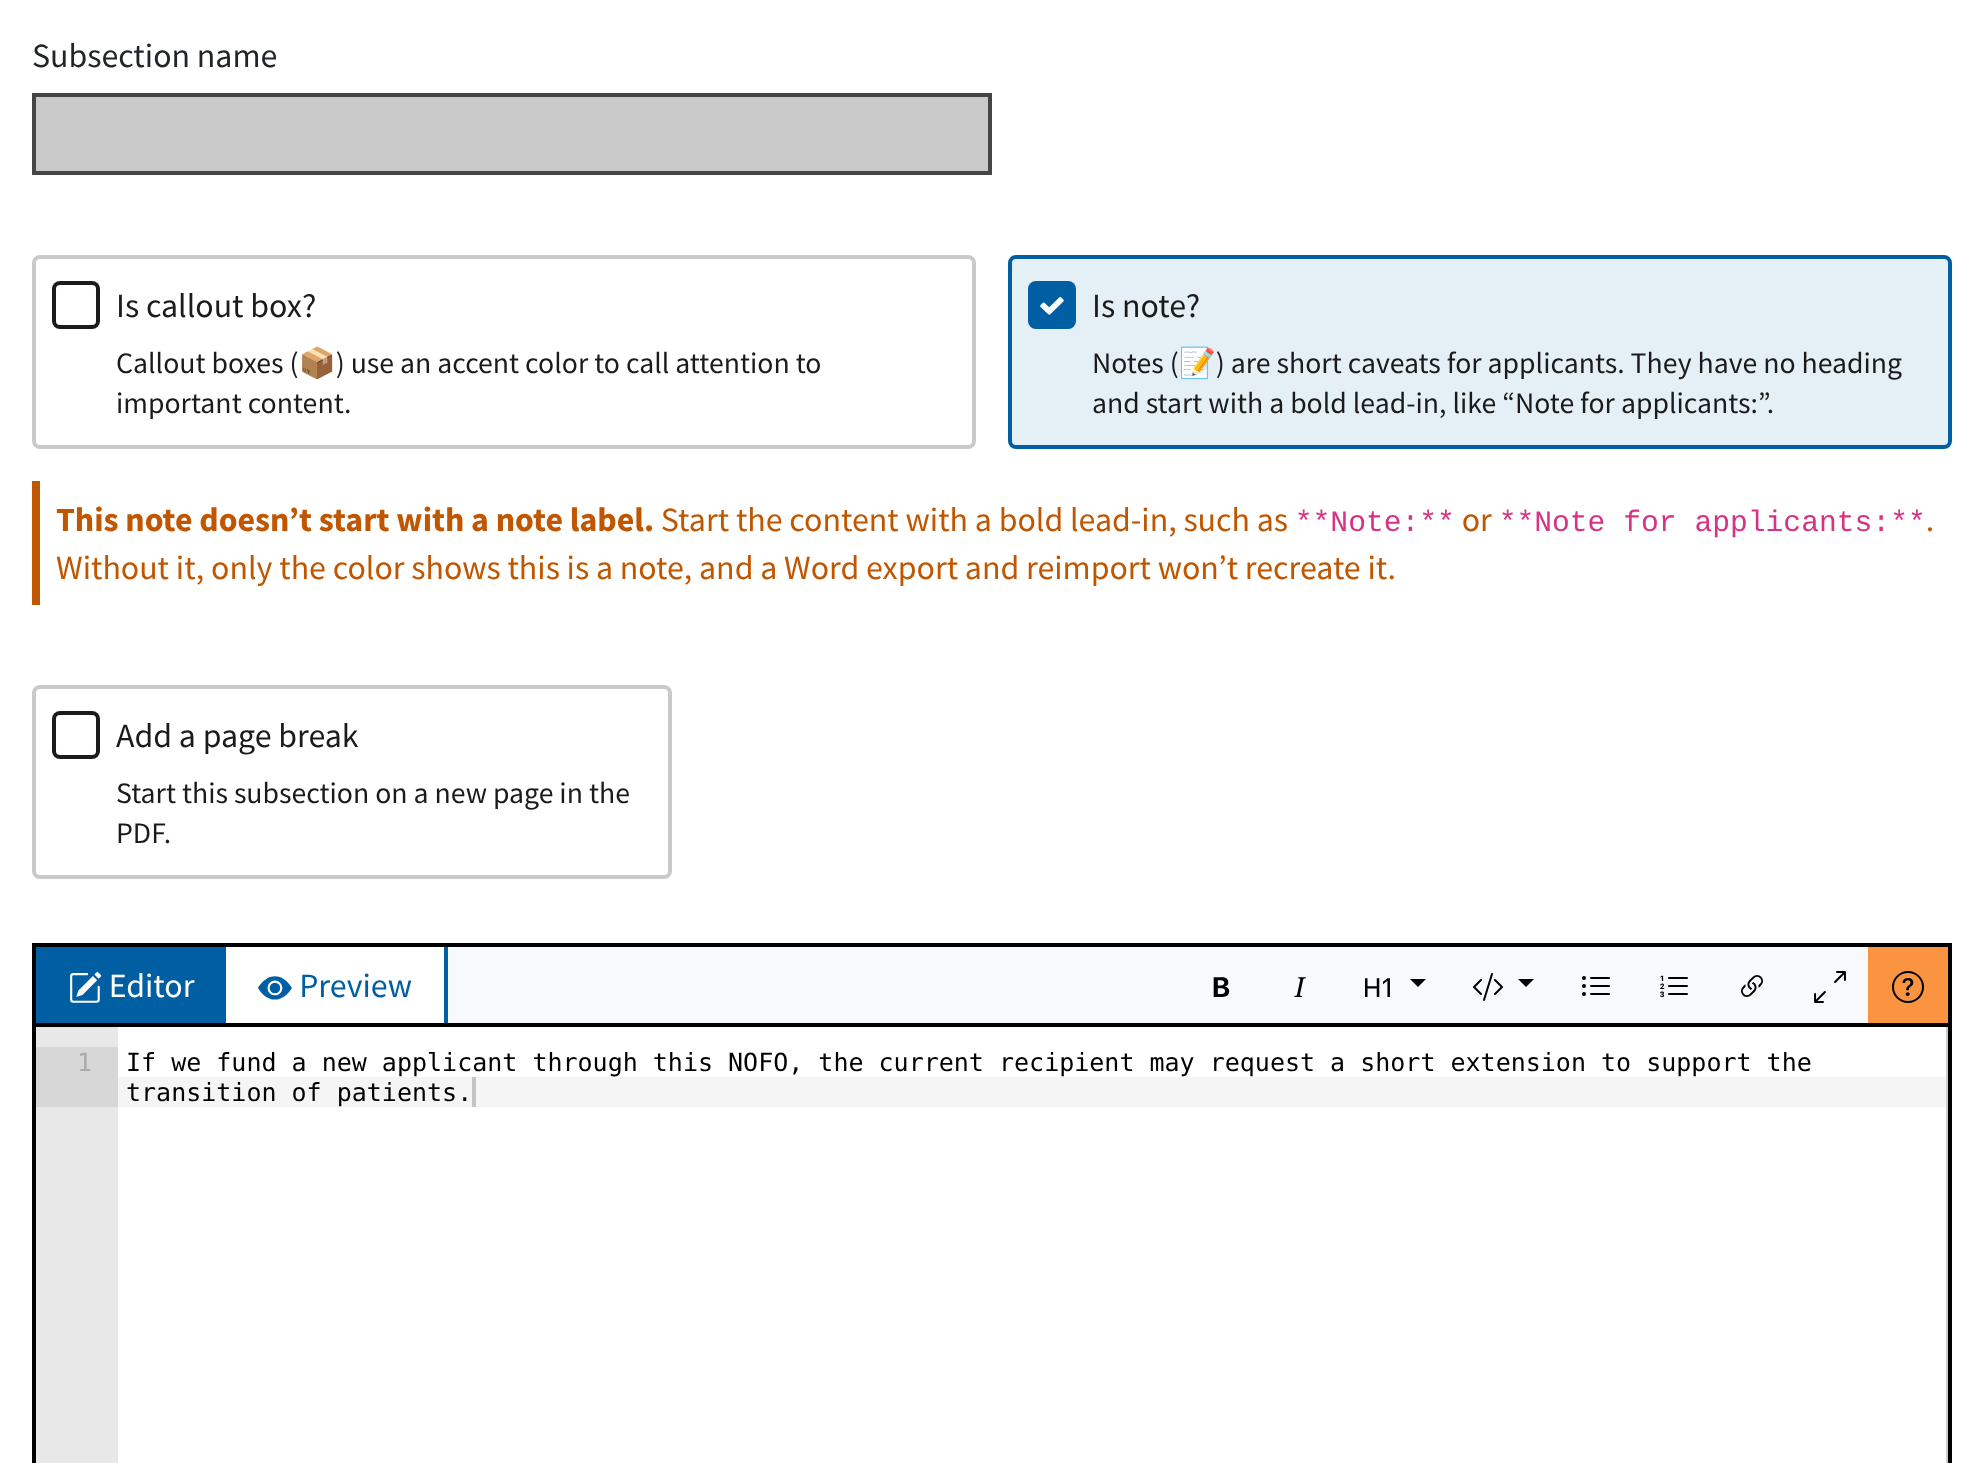 Subsection name
Is callout box?
Callout boxes (📦) use an accent color to call attention to
important content.
Is note?
Notes (📝) are short caveats for applicants. They have no heading
and start with a bold lead-in, like “Note for applicants:”.
This note doesn’t start with a note label. Start the content with a bold lead-in, such as **Note:** or **Note for applicants:**.
Without it, only the color shows this is a note, and a Word export and reimport won’t recreate it.
Add a page break
Start this subsection on a new page in the
PDF.
Editor Preview B I H1 </> ?
1 If we fund a new applicant through this NOFO, the current recipient may request a short extension to support the
transition of patients.